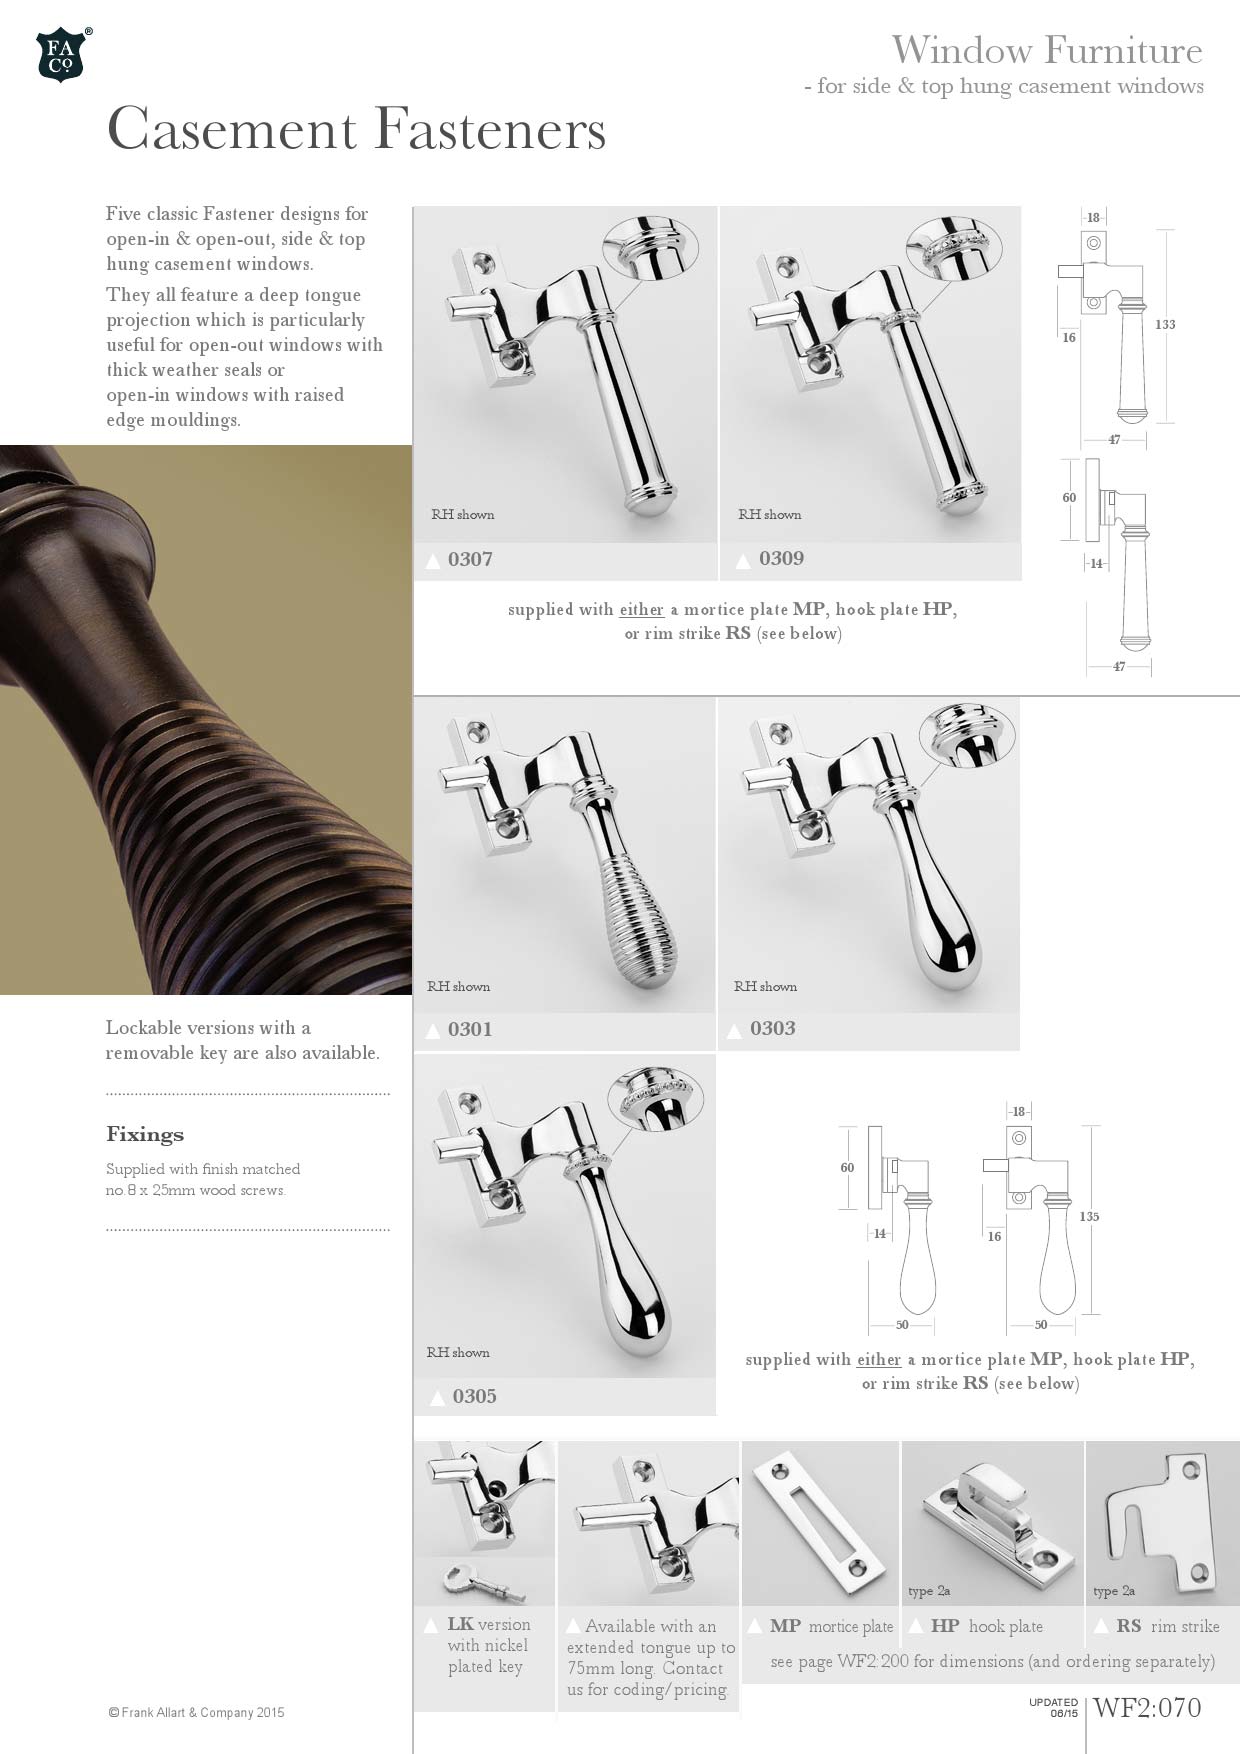 FA
Co.
®
Window Furniture
- for side & top hung casement windows
Casement Fasteners
Five classic Fastener designs for
open-in & open-out, side & top
hung casement windows.
They all feature a deep tongue
projection which is particularly
useful for open-out windows with
thick weather seals or
open-in windows with raised
edge mouldings.
RH shown
0307
RH shown
0309
18
16
133
47
60
14
47
supplied with either a mortice plate MP, hook plate HP,
or rim strike RS (see below)
RH shown
0301
RH shown
0303
Lockable versions with a
removable key are also available.
Fixings
Supplied with finish matched
no.8 x 25mm wood screws.
RH shown
0305
60
14
50
18
16
135
50
supplied with either a mortice plate MP, hook plate HP,
or rim strike RS (see below)
LK version
with nickel
plated key
Available with an
extended tongue up to
75mm long. Contact
us for coding/pricing.
MP mortice plate
type 2a
HP hook plate
type 2a
RS rim strike
see page WF2:200 for dimensions (and ordering separately)
© Frank Allart & Company 2015
UPDATED
06/15
WF2:070